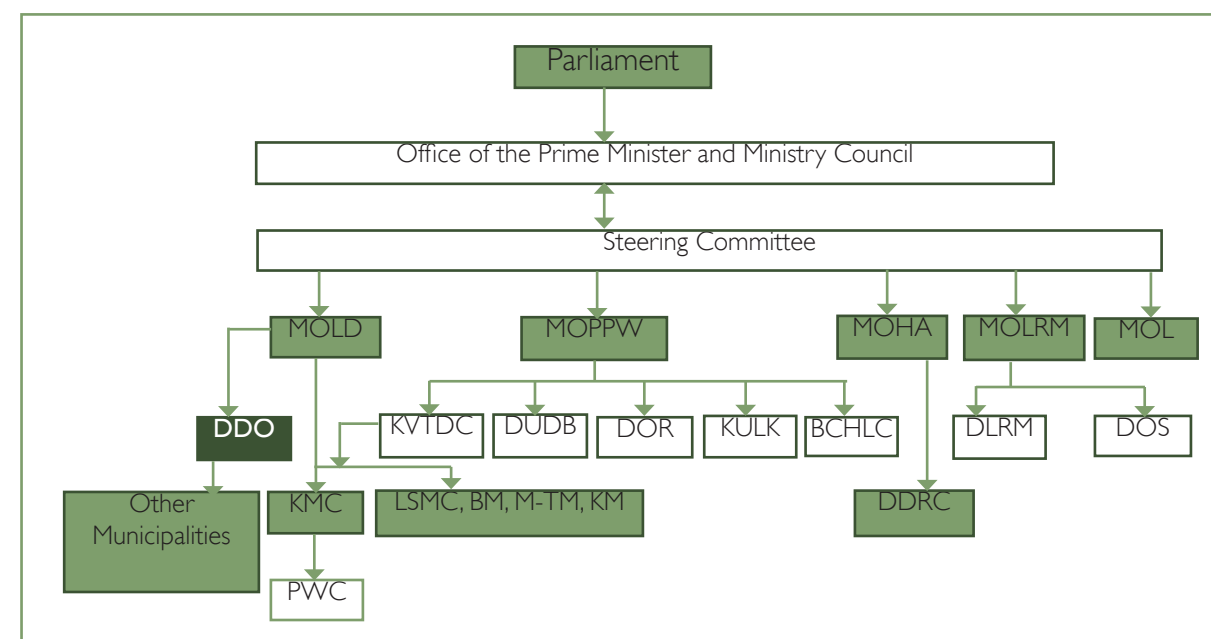 Parliament
Office of the Prime Minister and Ministry Council
Steering Committee
MOLD
MOPPW
MOHA
MOLRM
MOL
DDO
KVTDC
DUDB
DOR
KULK
BCHLC
DLRM
DOS
Other
Municipalities
KMC
LSMC, BM, M-TM, KM
DDRC
PWC